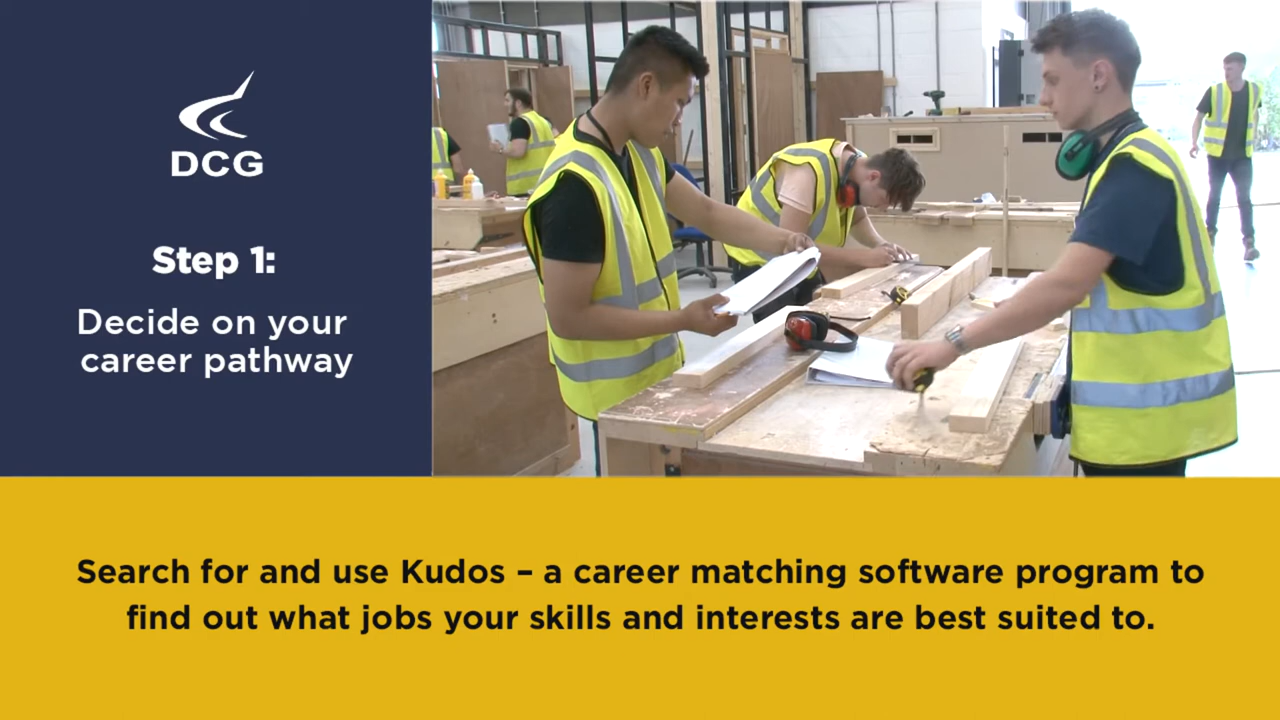 DCG
Step 1:
Decide on your
career pathway
Search for and use Kudos – a career matching software program to
find out what jobs your skills and interests are best suited to.